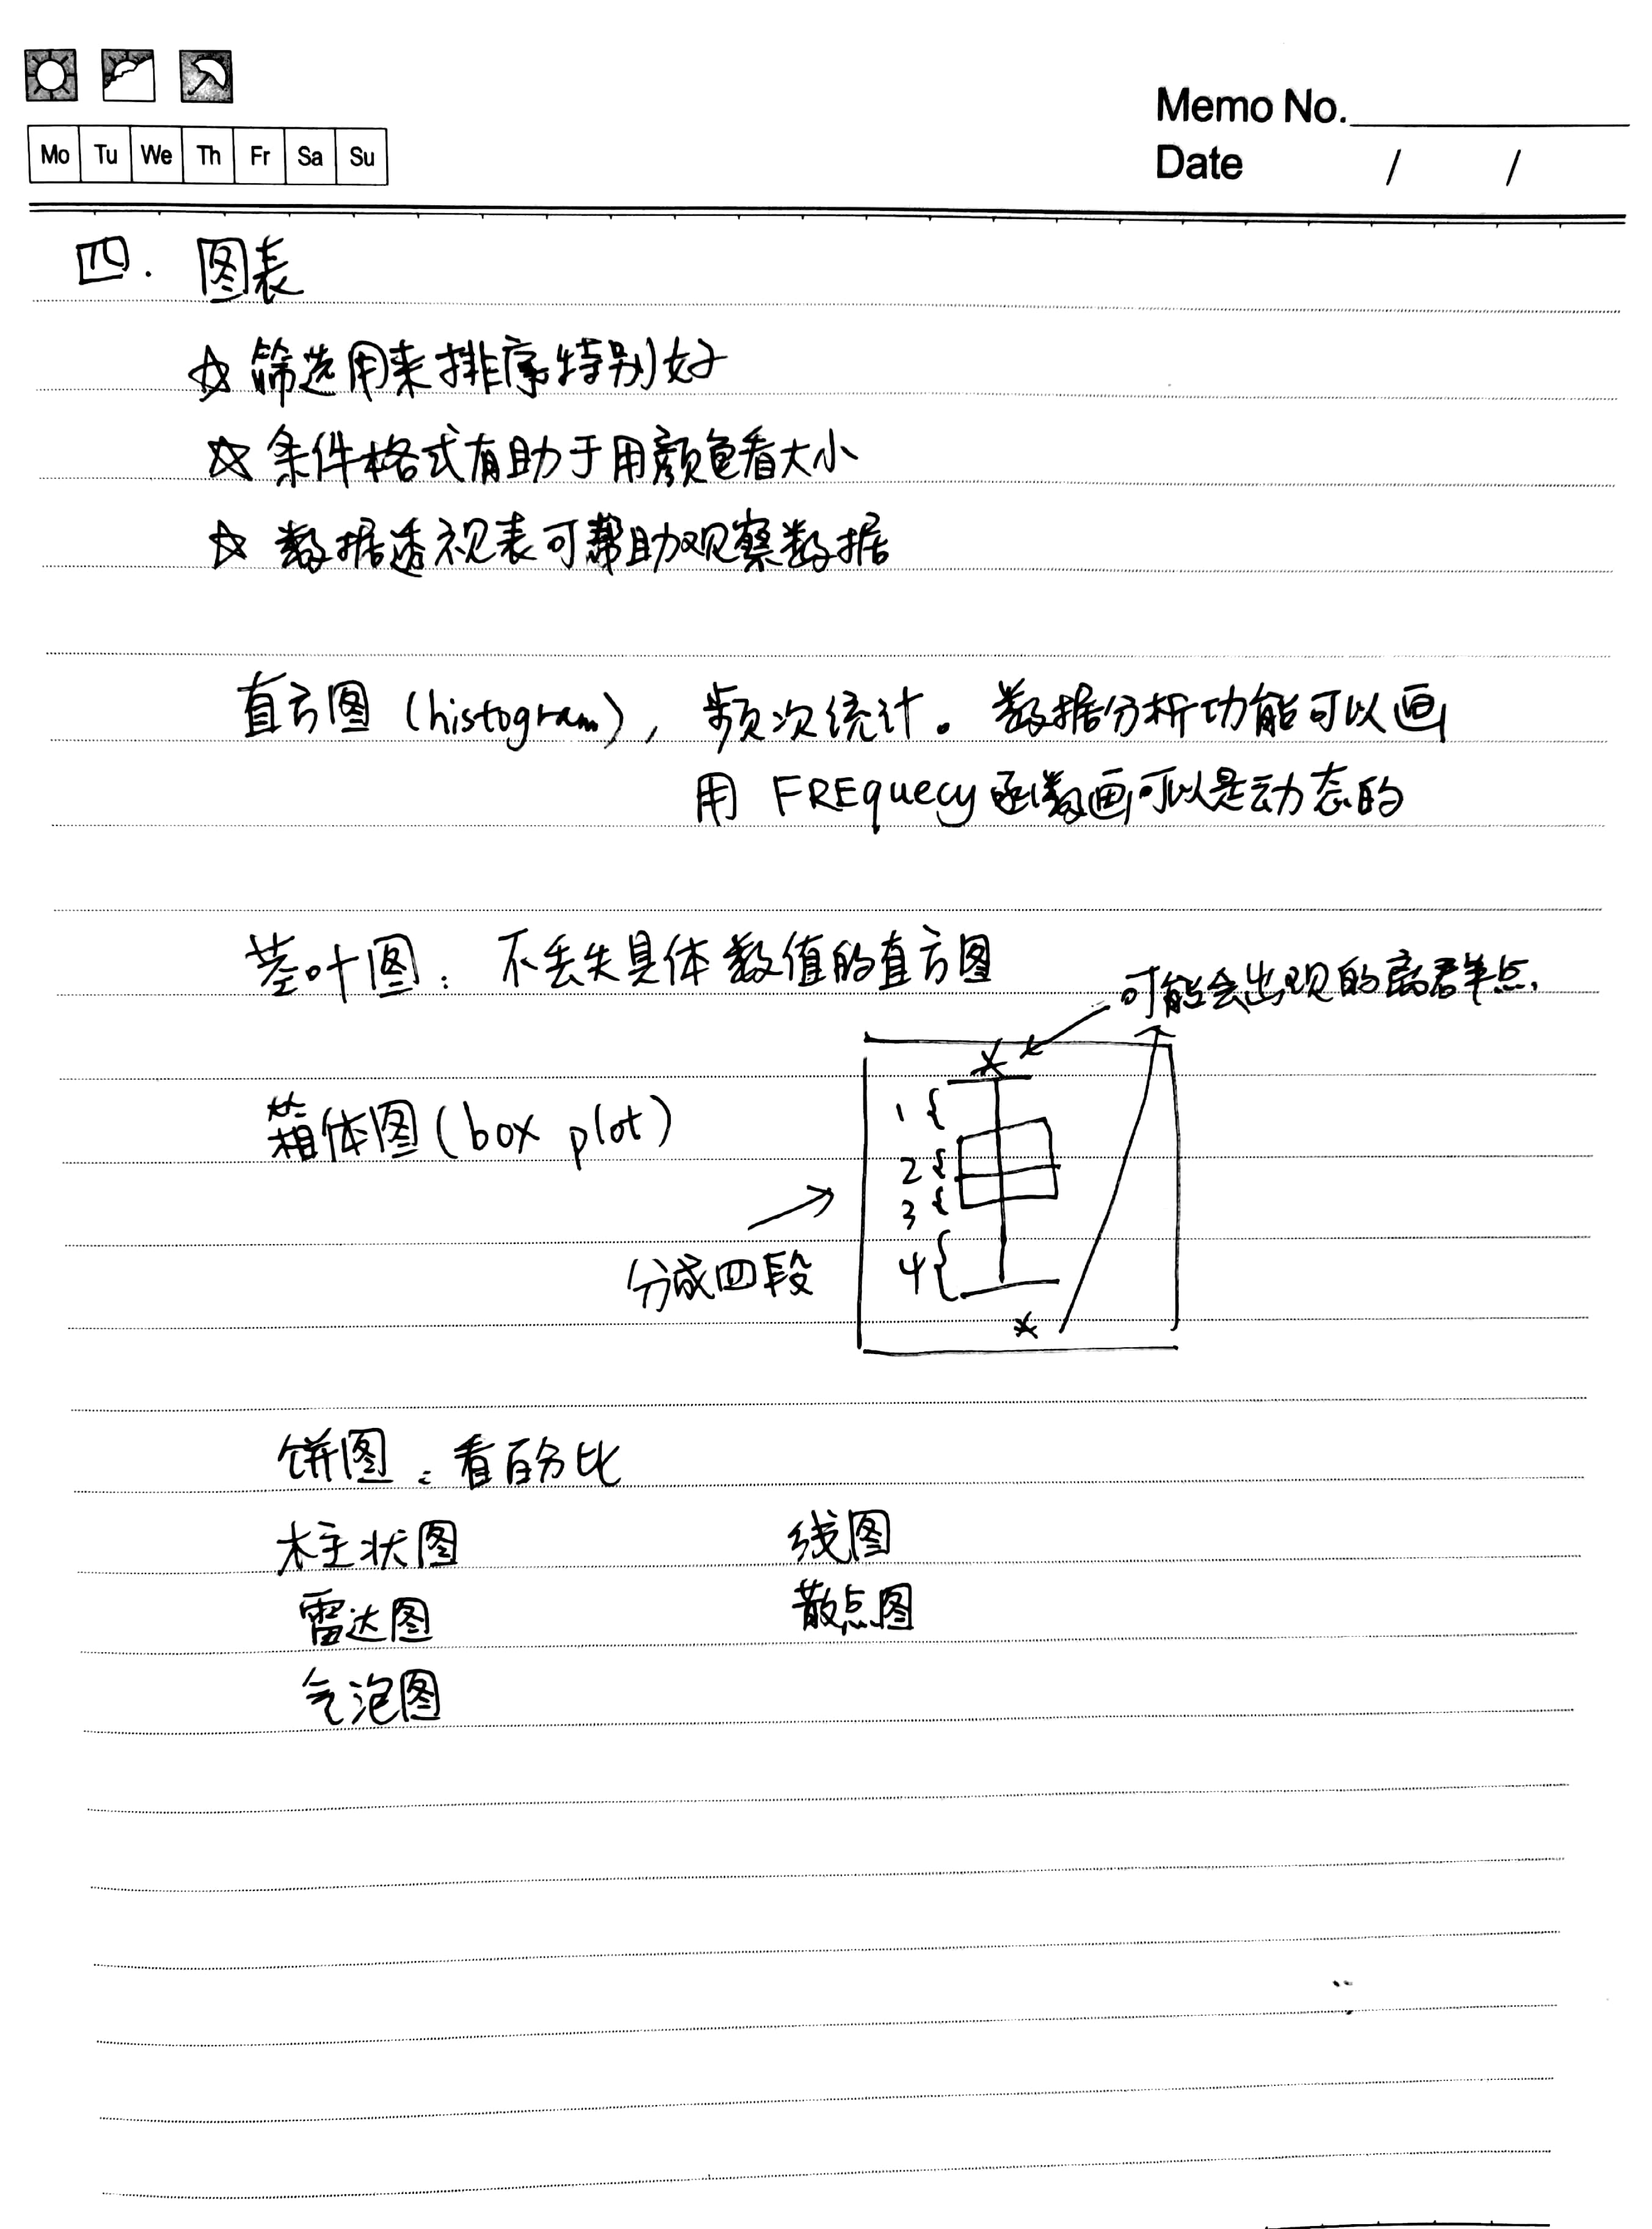 Memo No.
Mo Tu We Th Fr Sa Su
Date / /
四. 图表
☆ 筛选用来排序特别好
☆ 条件格式有助于用颜色看大小
☆ 数据透视表可帮助观察数据
直方图 (histogram), 频次统计。数据分析功能可以画
用 FREquecy 函数画可以是动态的
茎叶图: 不丢失具体数值的直方图
可能会出现的离群点.
箱体图 (box plot)
1
2
3
4
分成四段
饼图: 看百分比
柱状图 线图
雷达图 散点图
气泡图